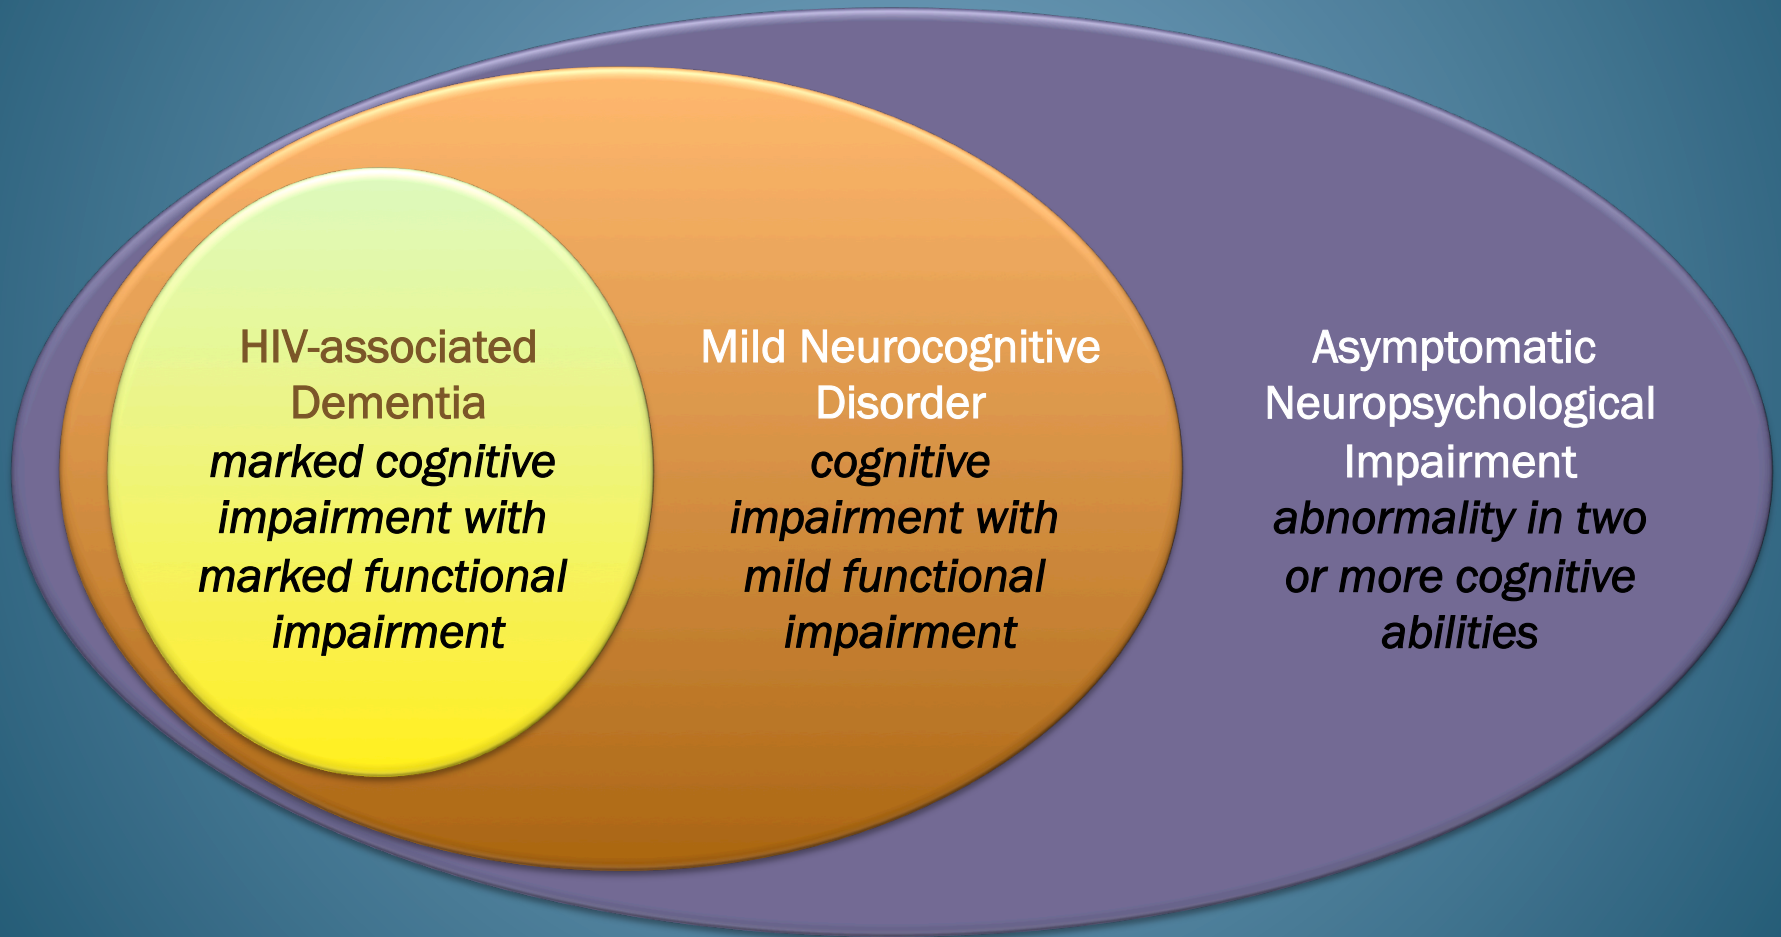 HIV-associated
Dementia
marked cognitive
impairment with
marked functional
impairment
Mild Neurocognitive
Disorder
cognitive
impairment with
mild functional
impairment
Asymptomatic
Neuropsychological
Impairment
abnormality in two
or more cognitive
abilities